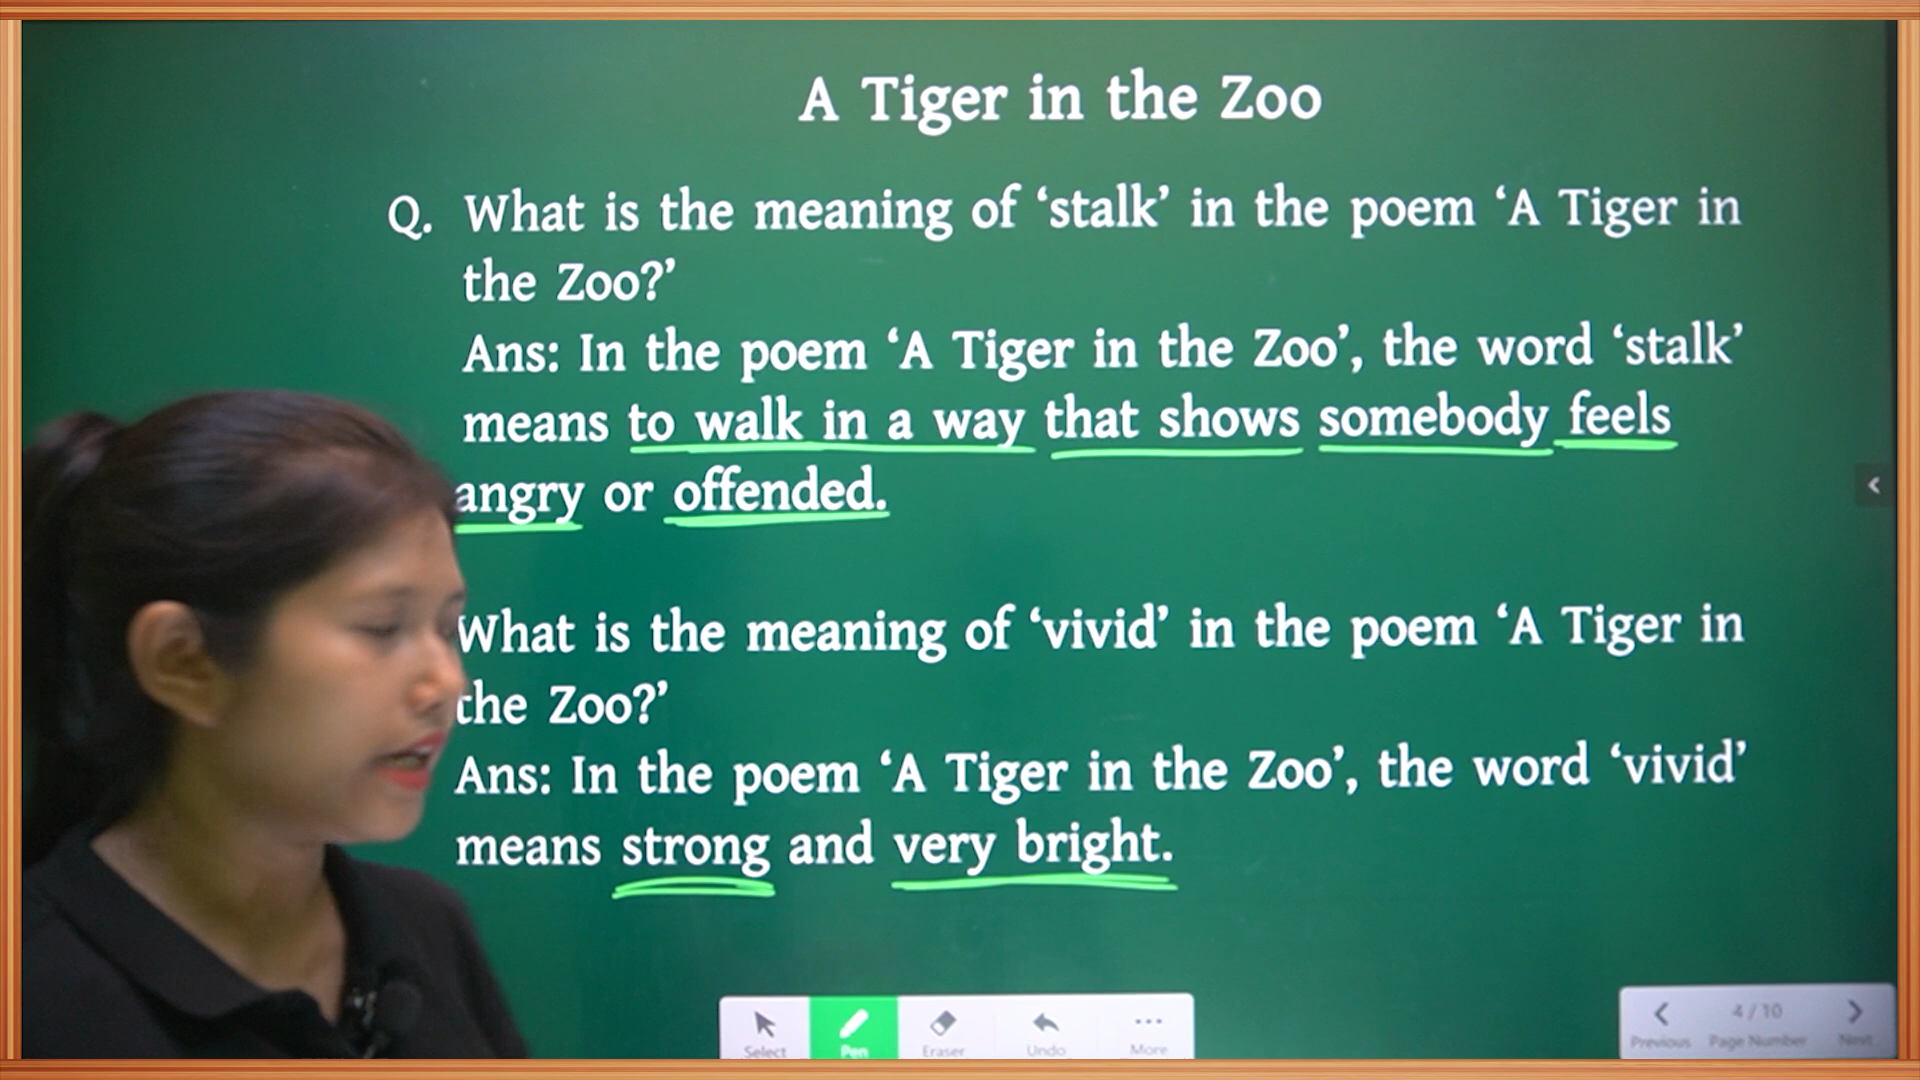 A Tiger in the Zoo
Q. What is the meaning of ‘stalk’ in the poem ‘A Tiger in
the Zoo?’
Ans: In the poem ‘A Tiger in the Zoo’, the word ‘stalk’
means to walk in a way that shows somebody feels
angry or offended.
What is the meaning of ‘vivid’ in the poem ‘A Tiger in
the Zoo?’
Ans: In the poem ‘A Tiger in the Zoo’, the word ‘vivid’
means strong and very bright.
Select Pen Eraser Undo More
4 / 10
Previous Page Number Next